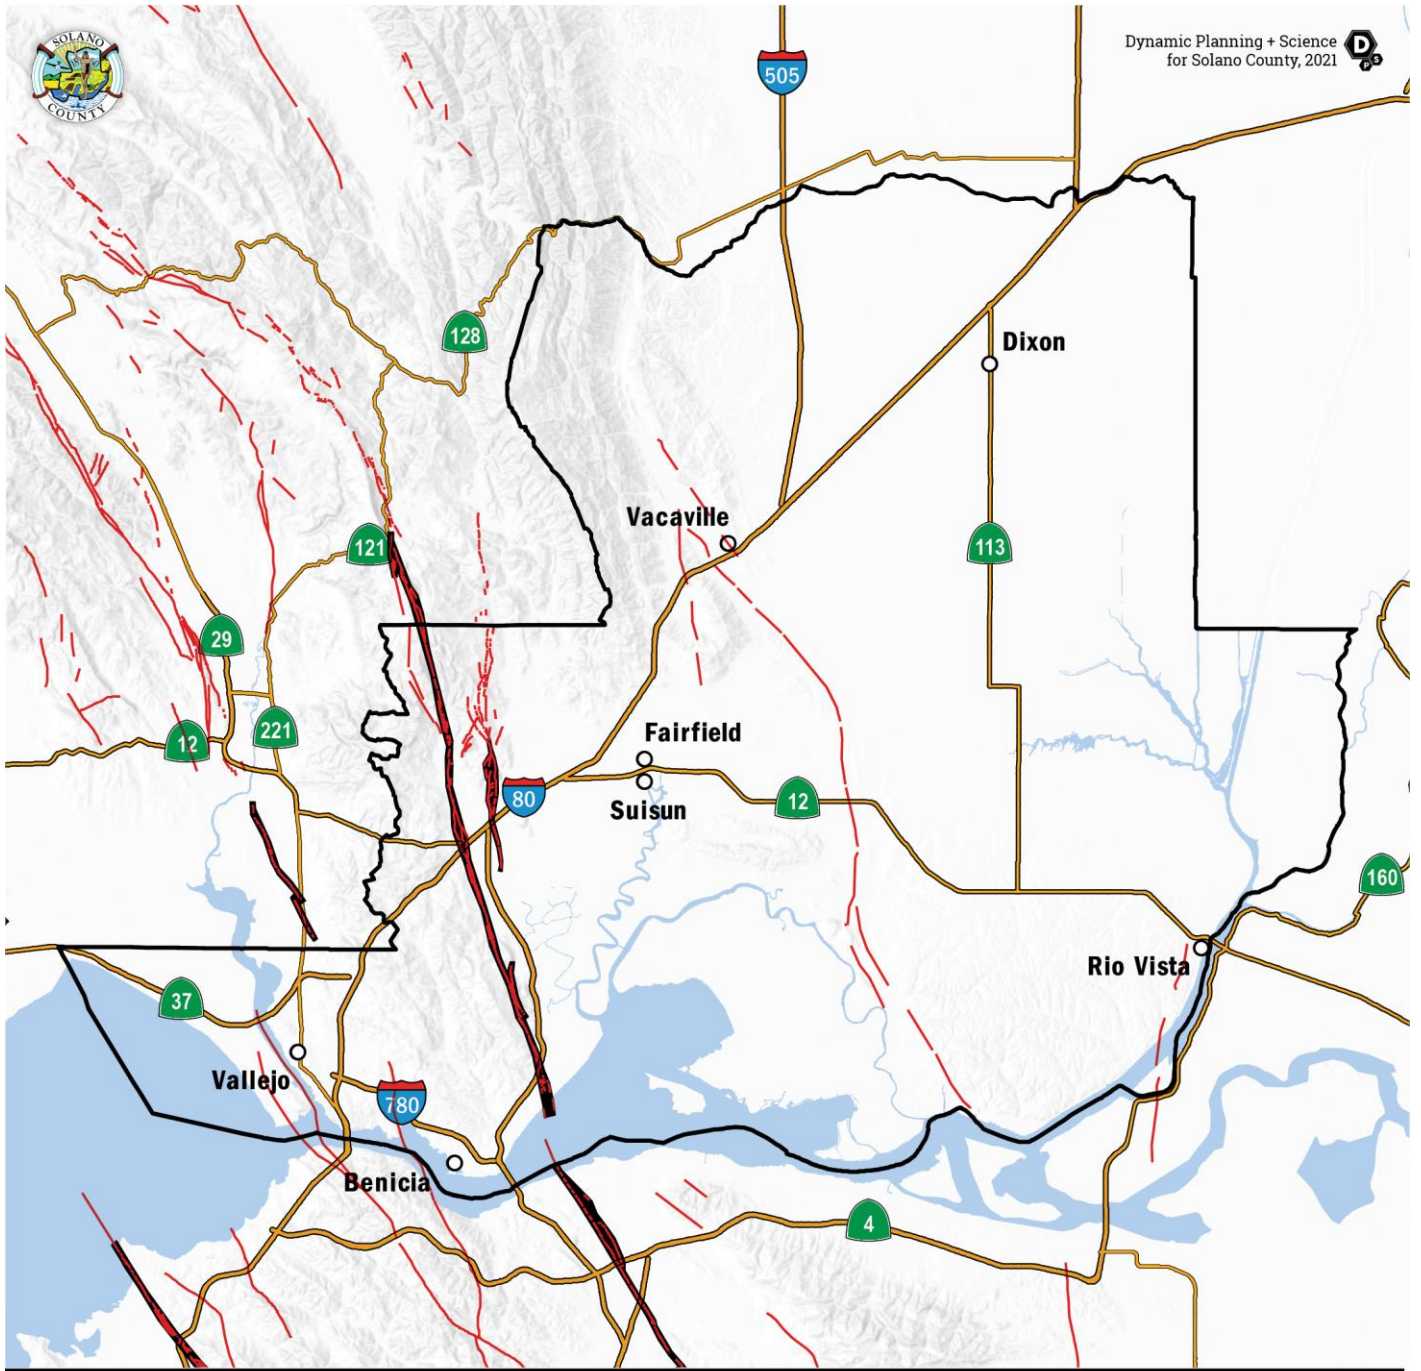 SOLANO
COUNTY
Dynamic Planning + Science
for Solano County, 2021
D
P
S
505
128
Dixon
Vacaville
121
113
29
12
221
Fairfield
80
Suisun
12
160
Rio Vista
37
Vallejo
780
Benicia
4